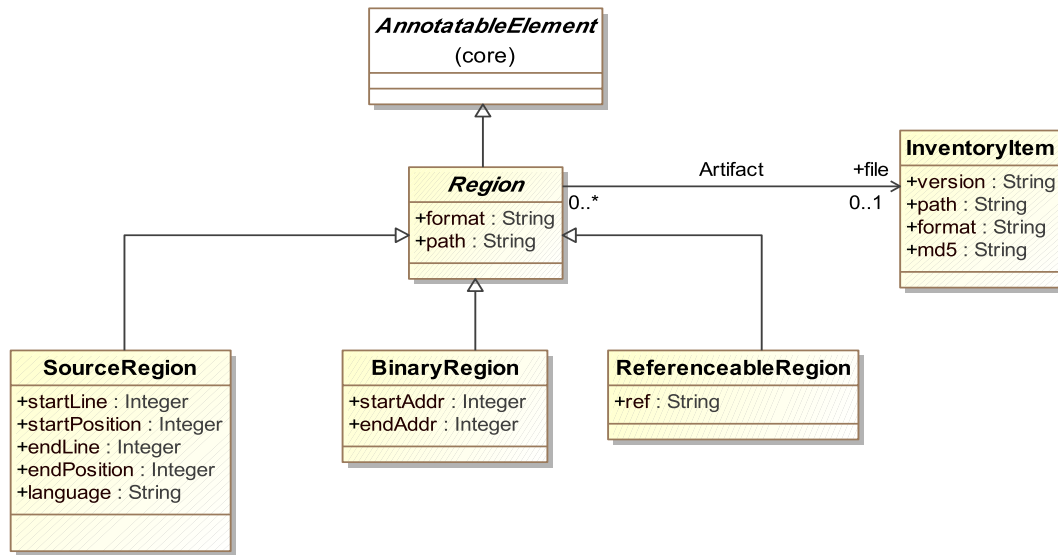 AnnotatableElement
(core)
Region
+format : String
+path : String
Artifact
+file
0..*
0..1
InventoryItem
+version : String
+path : String
+format : String
+md5 : String
SourceRegion
+startLine : Integer
+startPosition : Integer
+endLine : Integer
+endPosition : Integer
+language : String
BinaryRegion
+startAddr : Integer
+endAddr : Integer
ReferenceableRegion
+ref : String